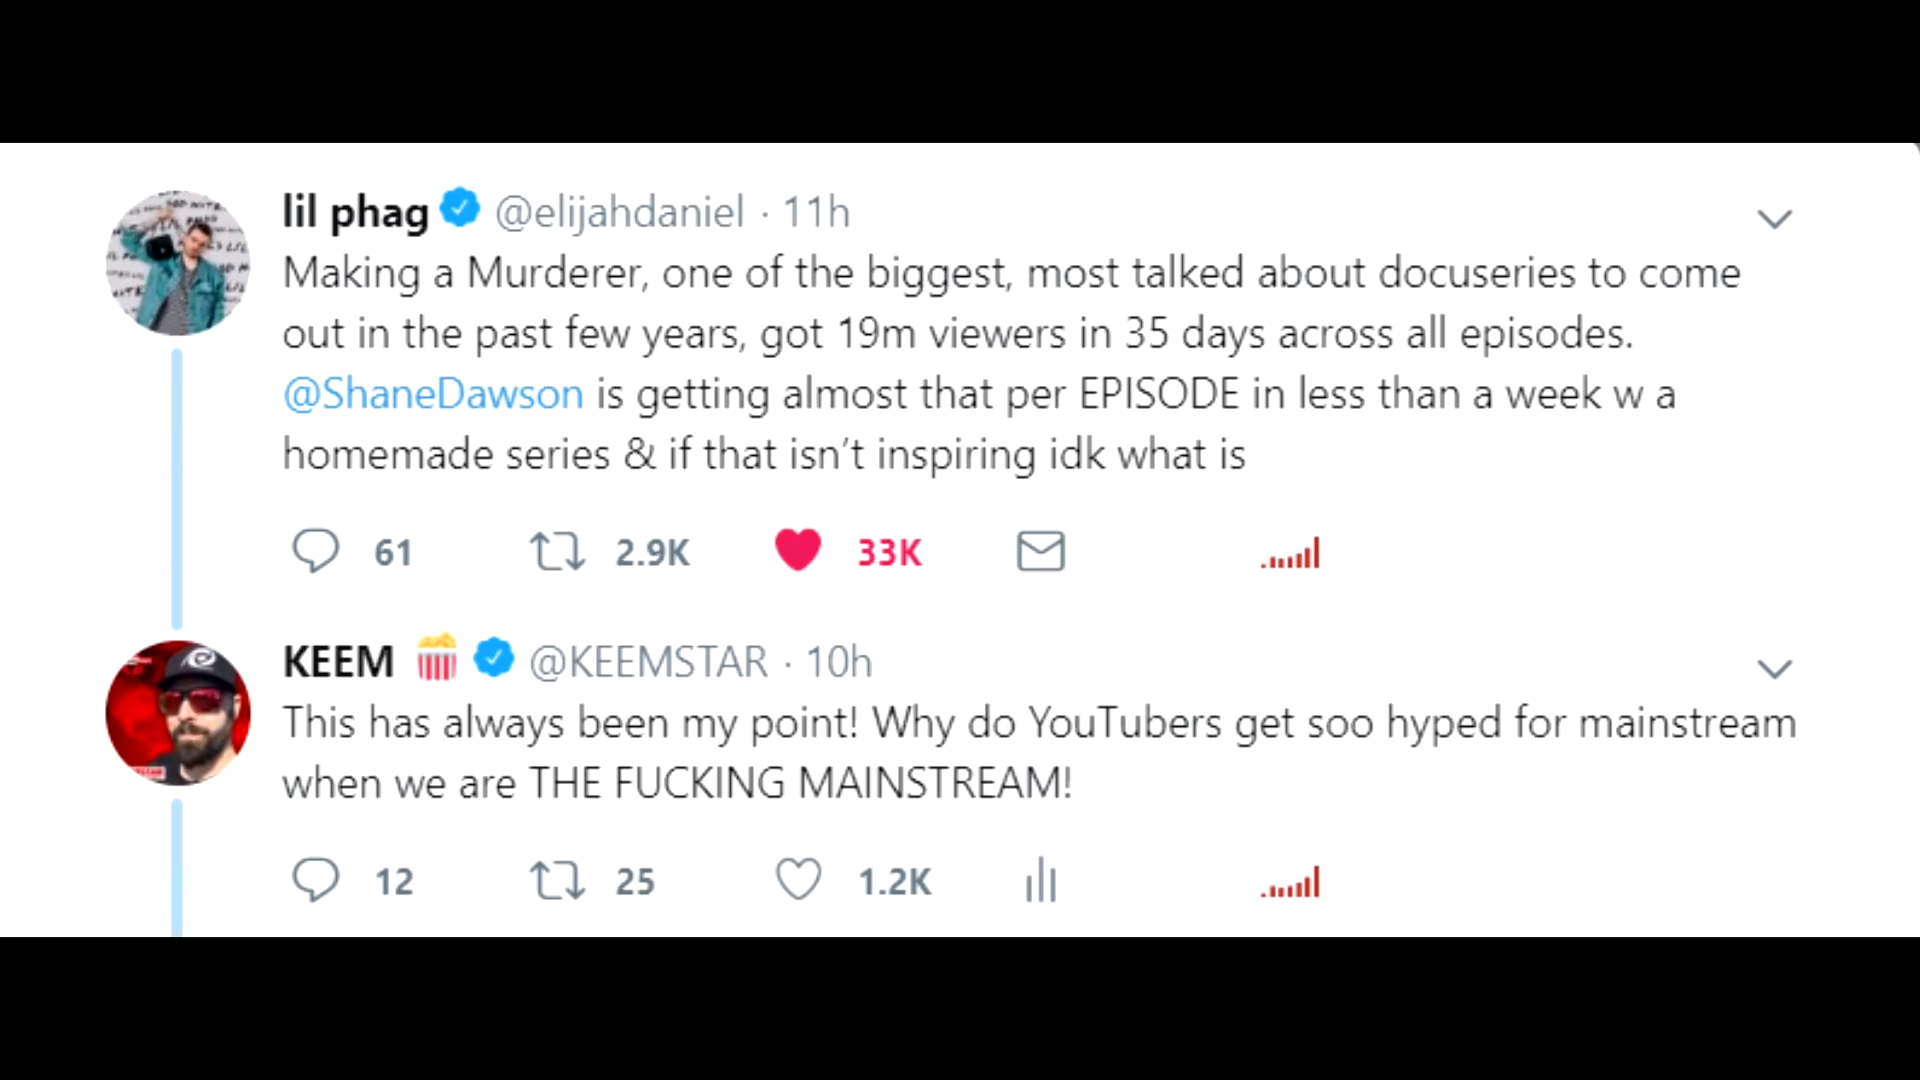 lil phag @elijahdaniel · 11h
Making a Murderer, one of the biggest, most talked about docuseries to come
out in the past few years, got 19m viewers in 35 days across all episodes.
@ShaneDawson is getting almost that per EPISODE in less than a week w a
homemade series & if that isn’t inspiring idk what is
61 2.9K 33K
KEEM 🍿 @KEEMSTAR · 10h
This has always been my point! Why do YouTubers get soo hyped for mainstream
when we are THE FUCKING MAINSTREAM!
12 25 1.2K